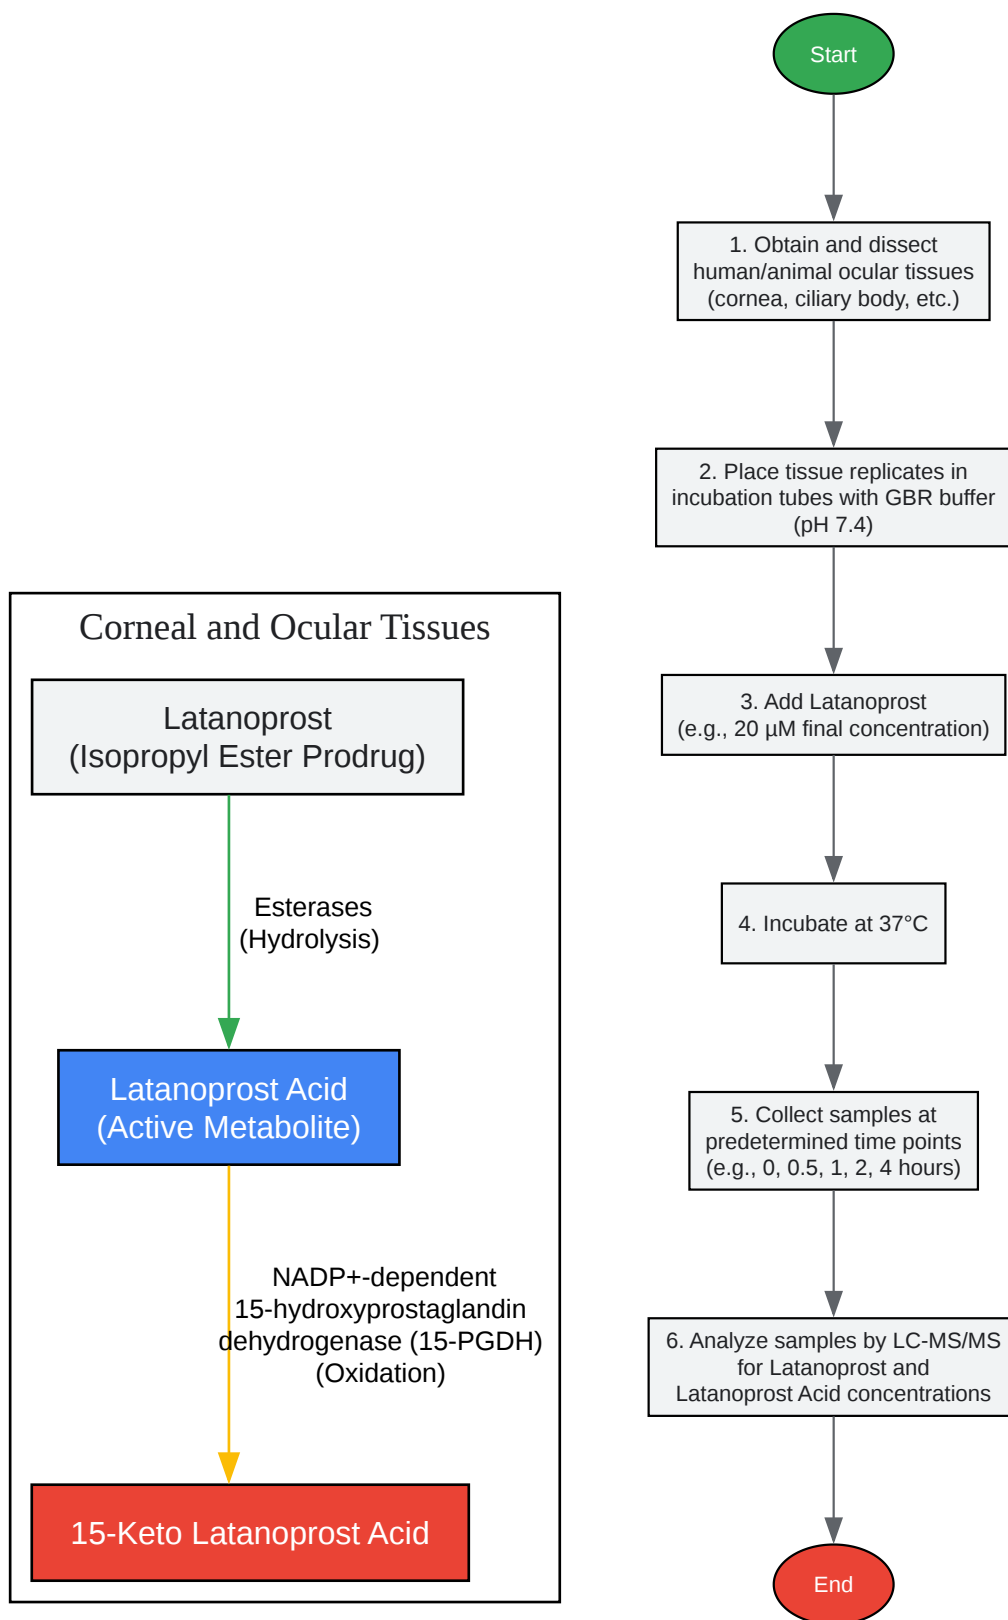 Corneal and Ocular Tissues
Latanoprost
(Isopropyl Ester Prodrug)
Esterases
(Hydrolysis)
Latanoprost Acid
(Active Metabolite)
NADP+-dependent
15-hydroxyprostaglandin
dehydrogenase (15-PGDH)
(Oxidation)
15-Keto Latanoprost Acid
Start
1. Obtain and dissect
human/animal ocular tissues
(cornea, ciliary body, etc.)
2. Place tissue replicates in
incubation tubes with GBR buffer
(pH 7.4)
3. Add Latanoprost
(e.g., 20 µM final concentration)
4. Incubate at 37°C
5. Collect samples at
predetermined time points
(e.g., 0, 0.5, 1, 2, 4 hours)
6. Analyze samples by LC-MS/MS
for Latanoprost and
Latanoprost Acid concentrations
End